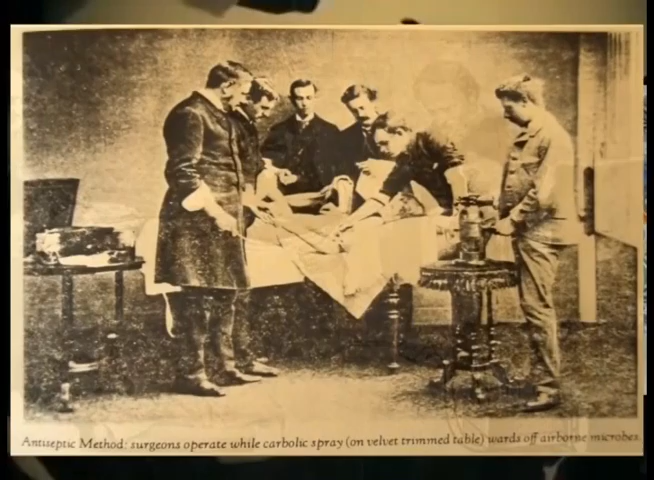 Antiseptic Method: surgeons operate while carbolic spray (on velvet trimmed table) wards off airborne microbes.